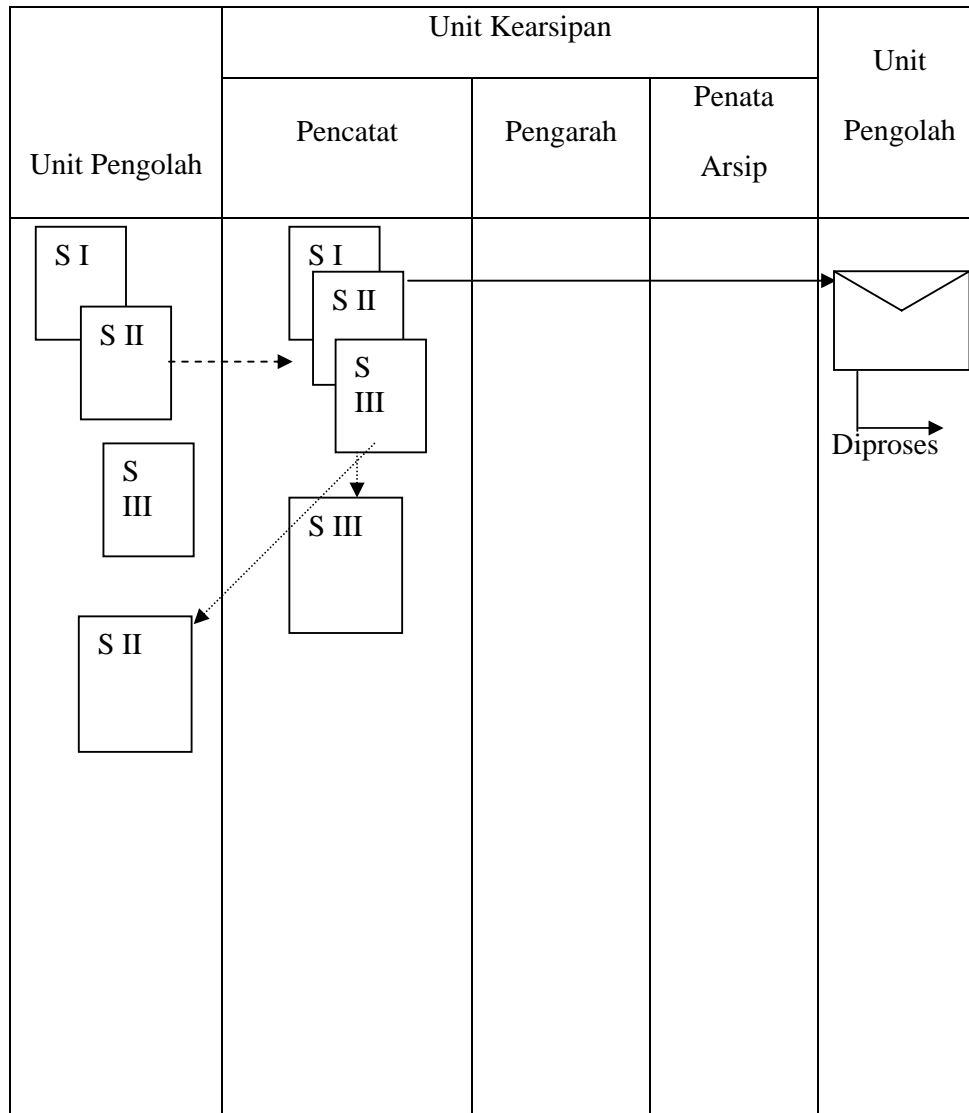 Unit Pengolah
Unit Kearsipan
Pencatat
Pengarah
Penata
Arsip
Unit
Pengolah
S I
S II
S
III
S II
S I
S II
S
III
S III
Diproses